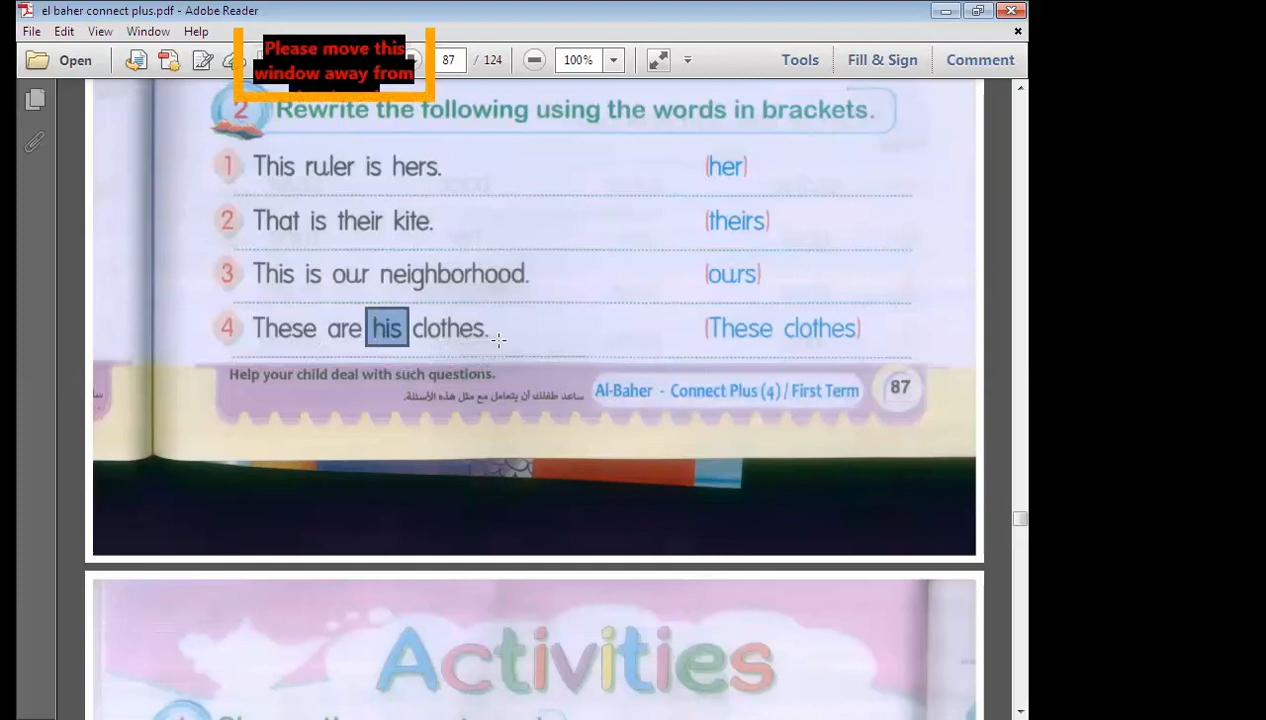 el baher connect plus.pdf - Adobe Reader
File Edit View Window Help
Open
Please move this
window away from
87 / 124
100%
Tools Fill & Sign Comment
2 Rewrite the following using the words in brackets.
1 This ruler is hers. (her)
2 That is their kite. (theirs)
3 This is our neighborhood. (ours)
4 These are his clothes. (These clothes)
Help your child deal with such questions.
ساعد طفلك أن يتعامل مع مثل هذه الأسئلة.
Al-Baher - Connect Plus (4) / First Term
87
Activities